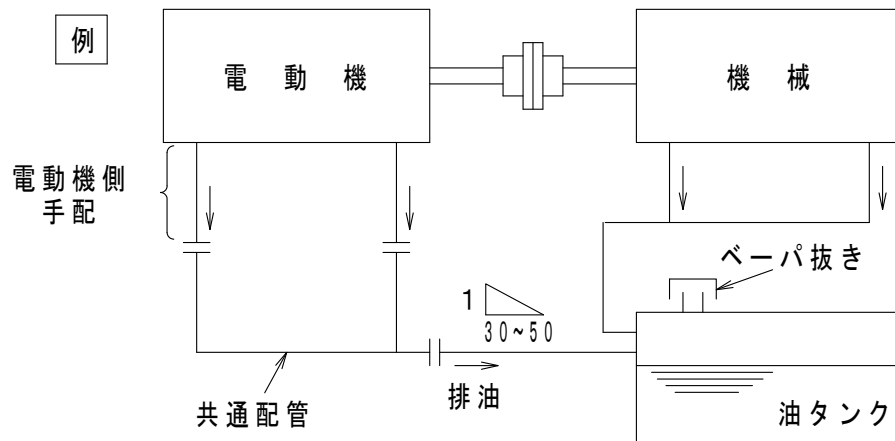 例
電動機
機械
電動機側
手配
ベーパ抜き
1
30~50
排油
共通配管
油タンク